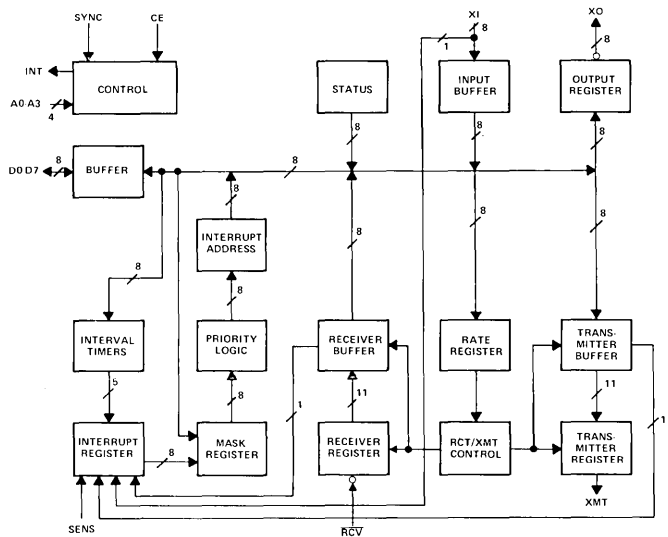 SYNC
CE
XI
XO
8
8
1
INT
CONTROL
STATUS
INPUT
BUFFER
OUTPUT
REGISTER
A0-A3
4
8
8
8
D0-D7
8
BUFFER
8
8
INTERRUPT
ADDRESS
8
8
8
8
8
INTERVAL
TIMERS
PRIORITY
LOGIC
RECEIVER
BUFFER
RATE
REGISTER
TRANS-
MITTER
BUFFER
5
8
1
11
11
1
INTERRUPT
REGISTER
8
MASK
REGISTER
RECEIVER
REGISTER
RCT/XMT
CONTROL
TRANS-
MITTER
REGISTER
SENS
RCV
XMT